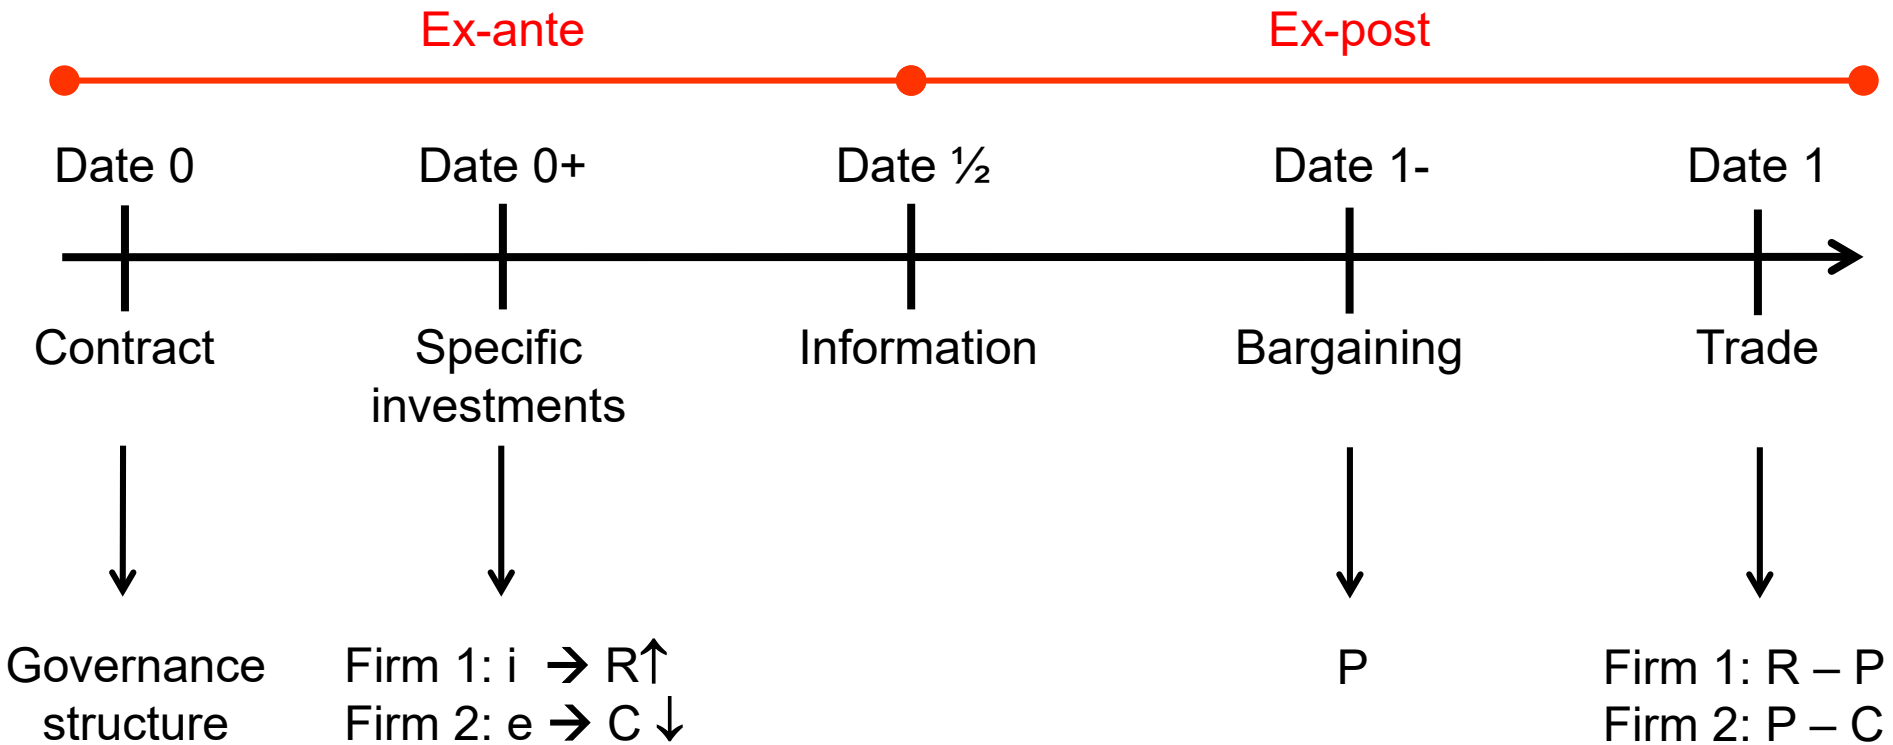 Ex-ante Ex-post
Date 0 Date 0+ Date ½ Date 1- Date 1
Contract Specific Information Bargaining Trade
investments
Governance Firm 1: i → R↑ P Firm 1: R – P
structure Firm 2: e → C ↓ Firm 2: P – C